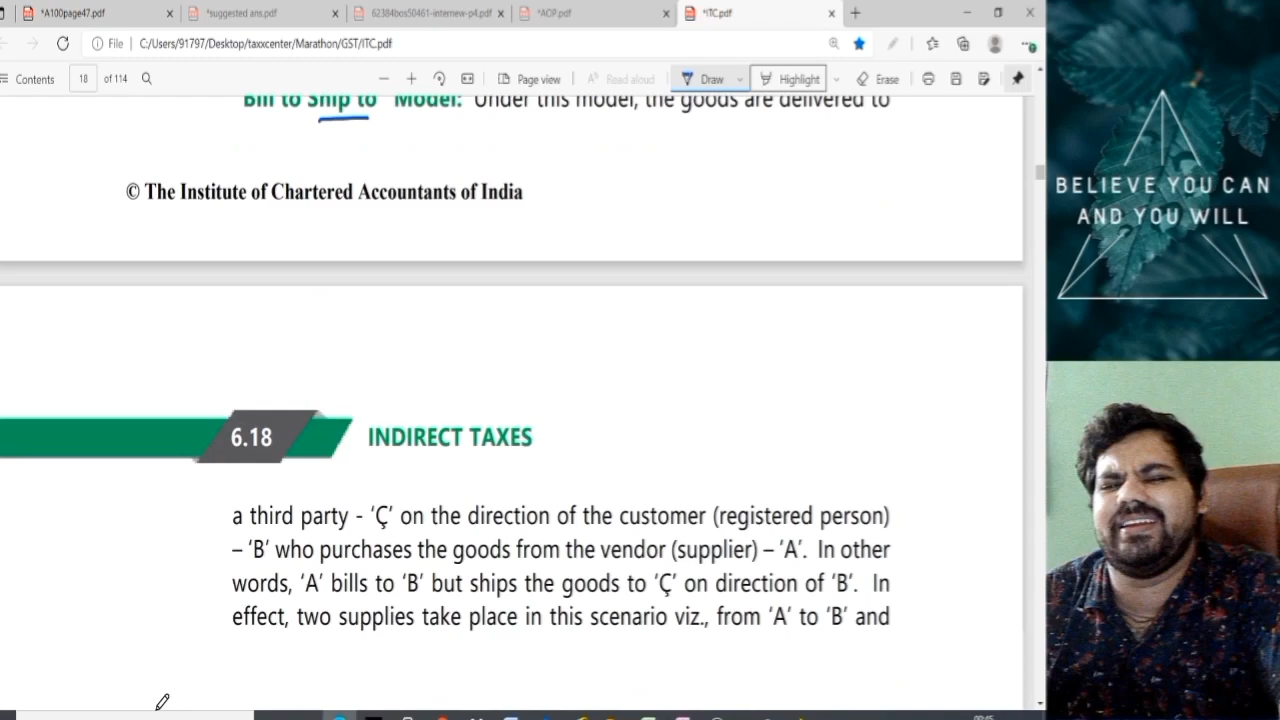 *A100page47.pdf
*suggested ans.pdf
62384bos50461-internew-p4.pdf
*AOP.pdf
*ITC.pdf
File
C:/Users/91797/Desktop/taxxcenter/Marathon/GST/ITC.pdf
Contents
18 of 114
Page view
Read aloud
Draw
Highlight
Erase
Bill to Ship to Model: Under this model, the goods are delivered to
© The Institute of Chartered Accountants of India
6.18
INDIRECT TAXES
a third party - ‘Ç’ on the direction of the customer (registered person)
– ‘B’ who purchases the goods from the vendor (supplier) – ‘A’. In other
words, ‘A’ bills to ‘B’ but ships the goods to ‘Ç’ on direction of ‘B’. In
effect, two supplies take place in this scenario viz., from ‘A’ to ‘B’ and
BELIEVE YOU CAN
AND YOU WILL